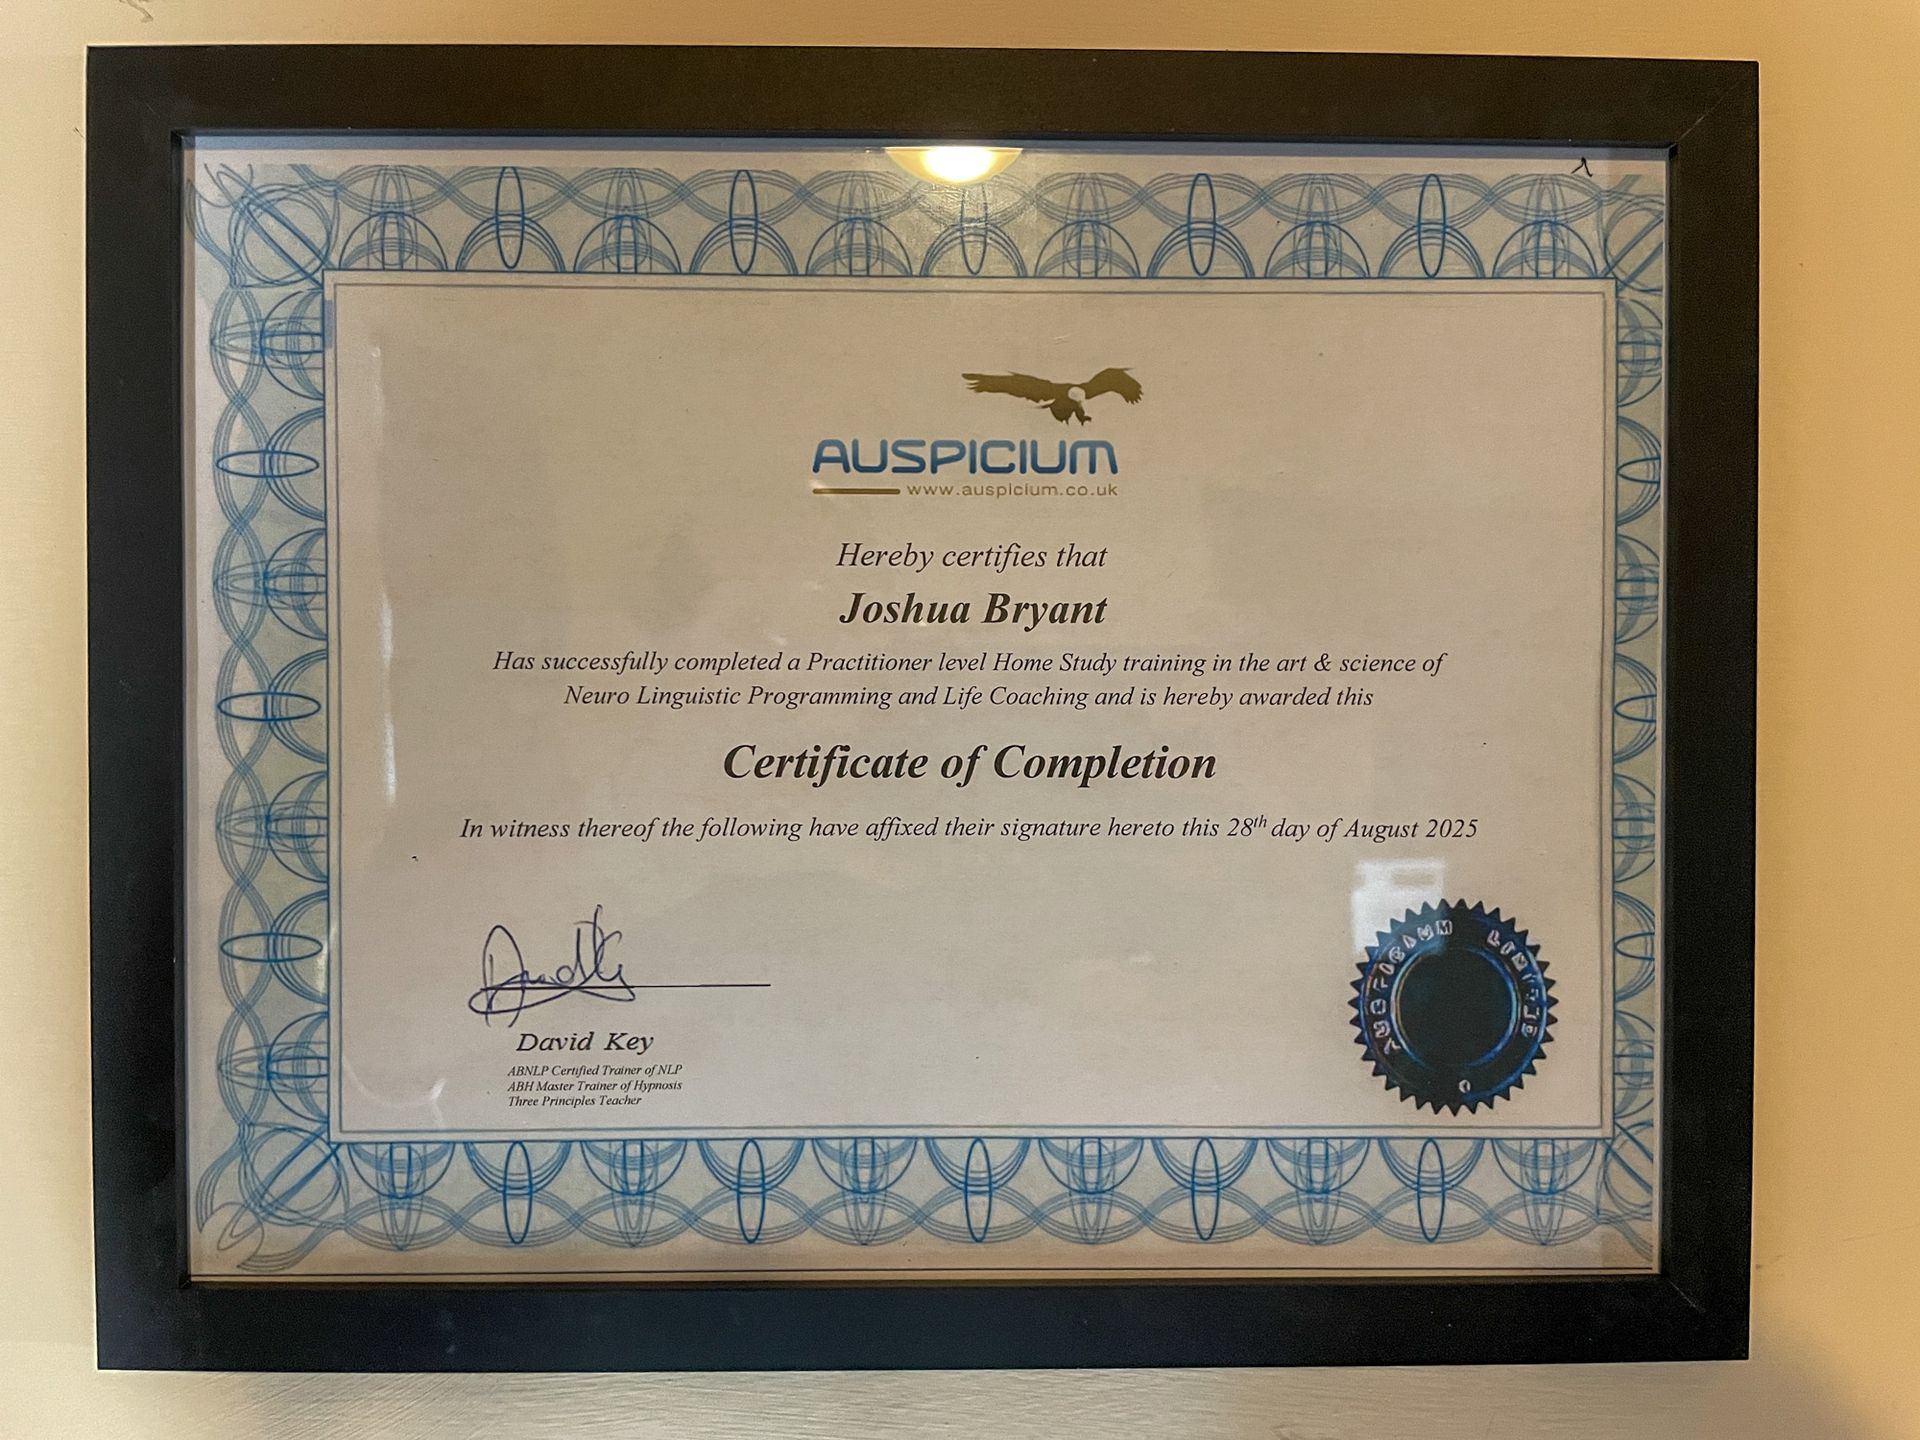 AUSPICIUM
www.auspicium.co.uk
Hereby certifies that
Joshua Bryant
Has successfully completed a Practitioner level Home Study training in the art & science of
Neuro Linguistic Programming and Life Coaching and is hereby awarded this
Certificate of Completion
In witness thereof the following have affixed their signature hereto this 28th day of August 2025
David Key
ABNLP Certified Trainer of NLP
ABH Master Trainer of Hypnosis
Three Principles Teacher
AUSPICIUM LIMITED